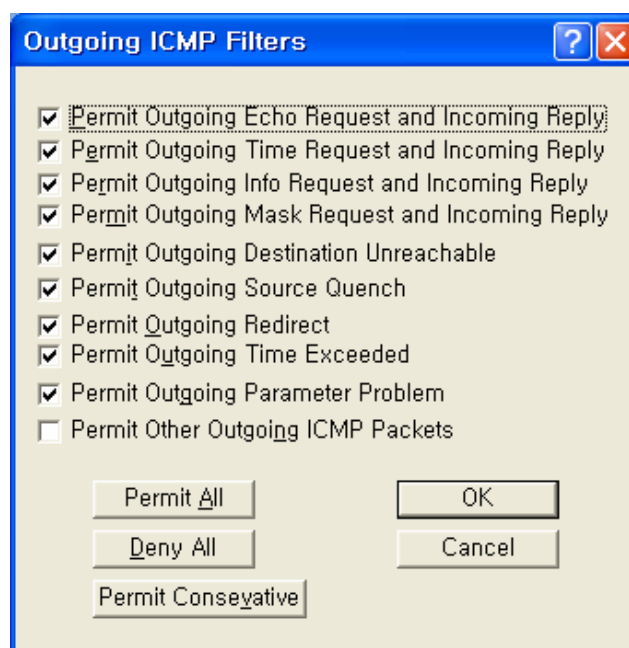 Outgoing ICMP Filters
Permit Outgoing Echo Request and Incoming Reply
Permit Outgoing Time Request and Incoming Reply
Permit Outgoing Info Request and Incoming Reply
Permit Outgoing Mask Request and Incoming Reply
Permit Outgoing Destination Unreachable
Permit Outgoing Source Quench
Permit Outgoing Redirect
Permit Outgoing Time Exceeded
Permit Outgoing Parameter Problem
Permit Other Outgoing ICMP Packets
Permit All
OK
Deny All
Cancel
Permit Consevative